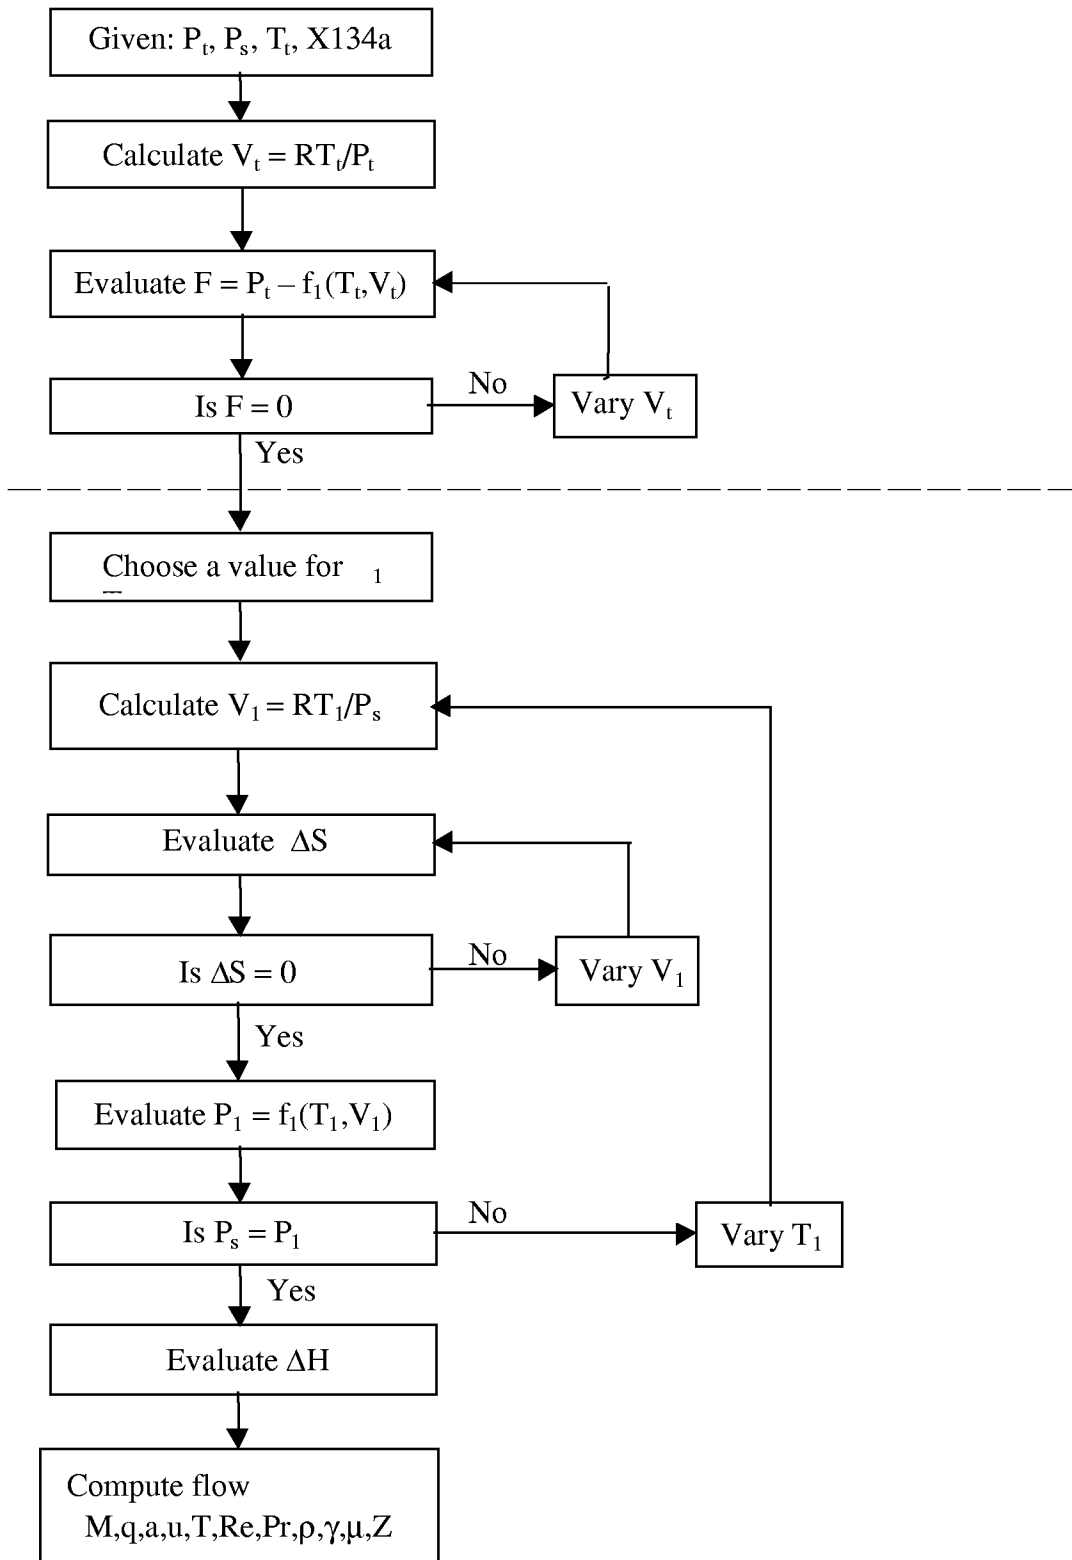 Given: Pₜ, Pₛ, Tₜ, X134a
Calculate Vₜ = RTₜ/Pₜ
Evaluate F = Pₜ – f₁(Tₜ,Vₜ)
Is F = 0
No
Vary Vₜ
Yes
Choose a value for ₁
Calculate V₁ = RT₁/Pₛ
Evaluate ΔS
Is ΔS = 0
No
Vary V₁
Yes
Evaluate P₁ = f₁(T₁,V₁)
Is Pₛ = P₁
No
Vary T₁
Yes
Evaluate ΔH
Compute flow
M,q,a,u,T,Re,Pr,ρ,γ,μ,Z